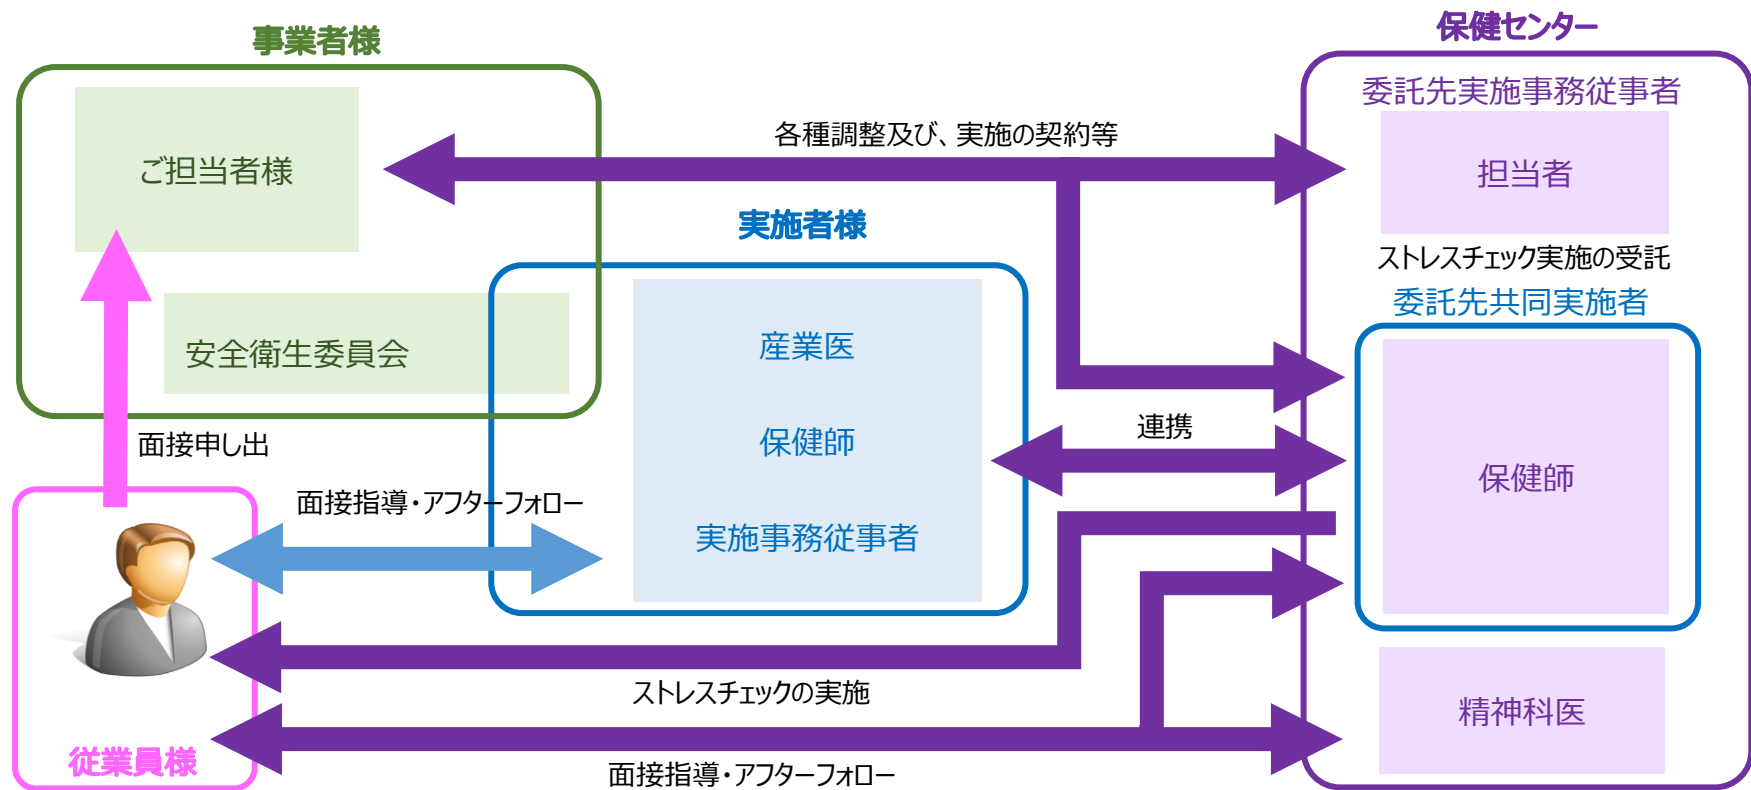 事業者様
保健センター
委託先実施事務従事者
各種調整及び、実施の契約等
ご担当者様
担当者
実施者様
ストレスチェック実施の受託
委託先共同実施者
安全衛生委員会
産業医
面接申し出
連携
保健師
保健師
面接指導・アフターフォロー
実施事務従事者
ストレスチェックの実施
精神科医
従業員様
面接指導・アフターフォロー